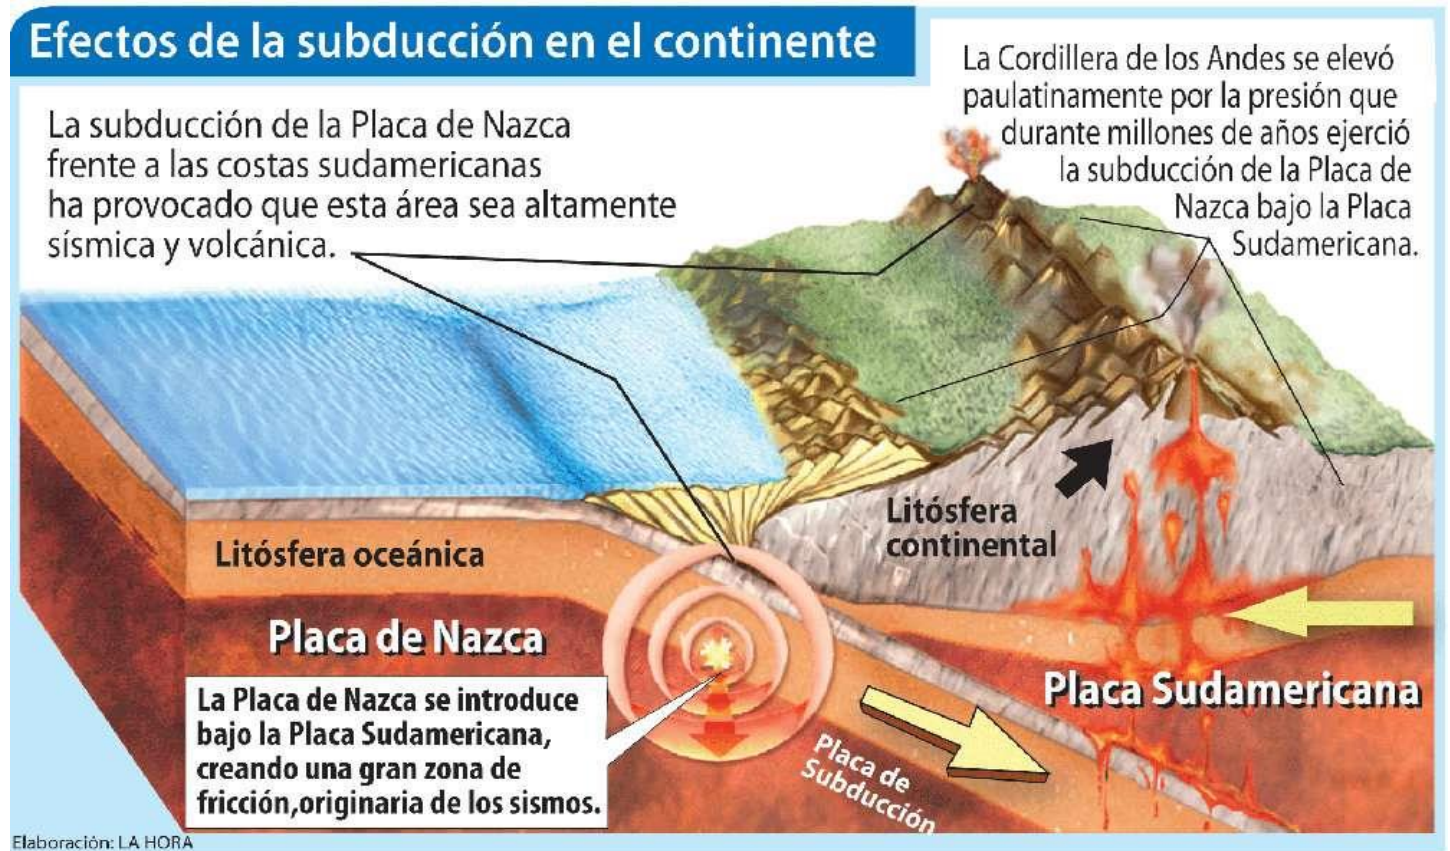 Efectos de la subducción en el continente
La subducción de la Placa de Nazca
frente a las costas sudamericanas
ha provocado que esta área sea altamente
sísmica y volcánica.
La Cordillera de los Andes se elevó
paulatinamente por la presión que
durante millones de años ejerció
la subducción de la Placa de
Nazca bajo la Placa
Sudamericana.
Litósfera
continental
Litósfera oceánica
Placa de Nazca
Placa Sudamericana
La Placa de Nazca se introduce
bajo la Placa Sudamericana,
creando una gran zona de
fricción,originaria de los sismos.
Placa de
Subducción
Elaboración: LA HORA